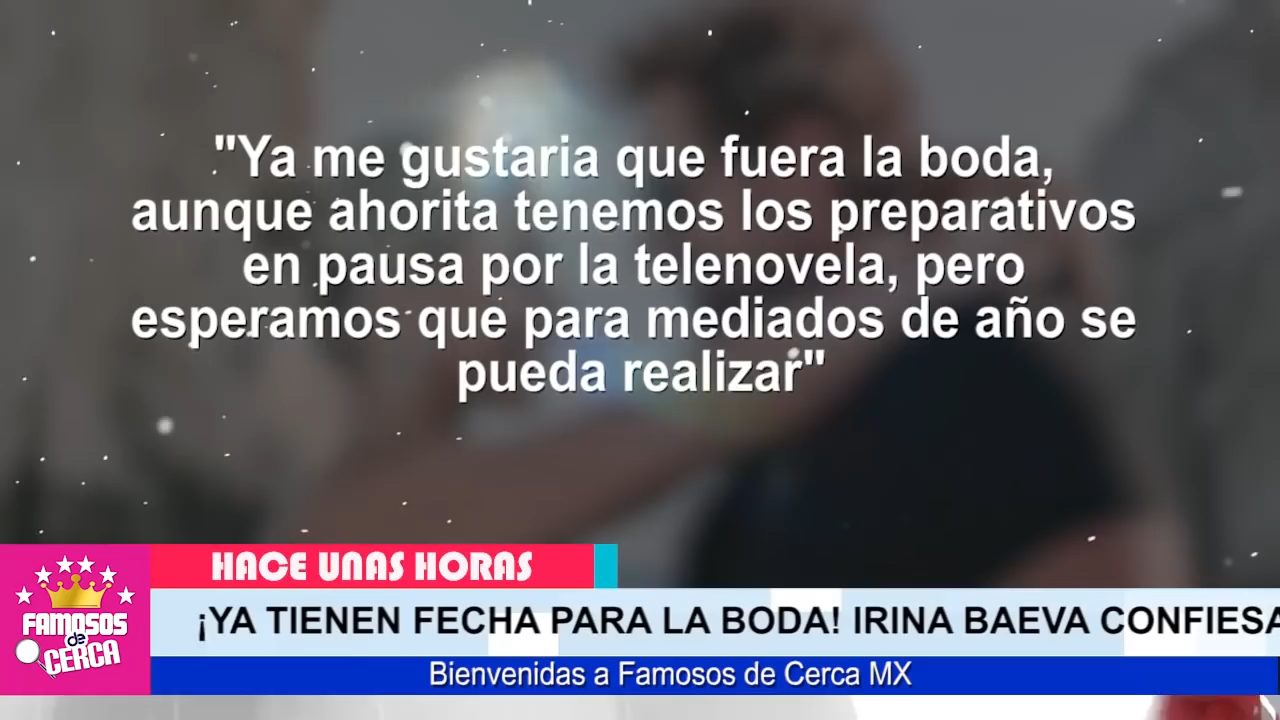 "Ya me gustaria que fuera la boda,
aunque ahorita tenemos los preparativos
en pausa por la telenovela, pero
esperamos que para mediados de año se
pueda realizar"
HACE UNAS HORAS
¡YA TIENEN FECHA PARA LA BODA! IRINA BAEVA CONFIESA
FAMOSOS
de
CERCA
Bienvenidas a Famosos de Cerca MX